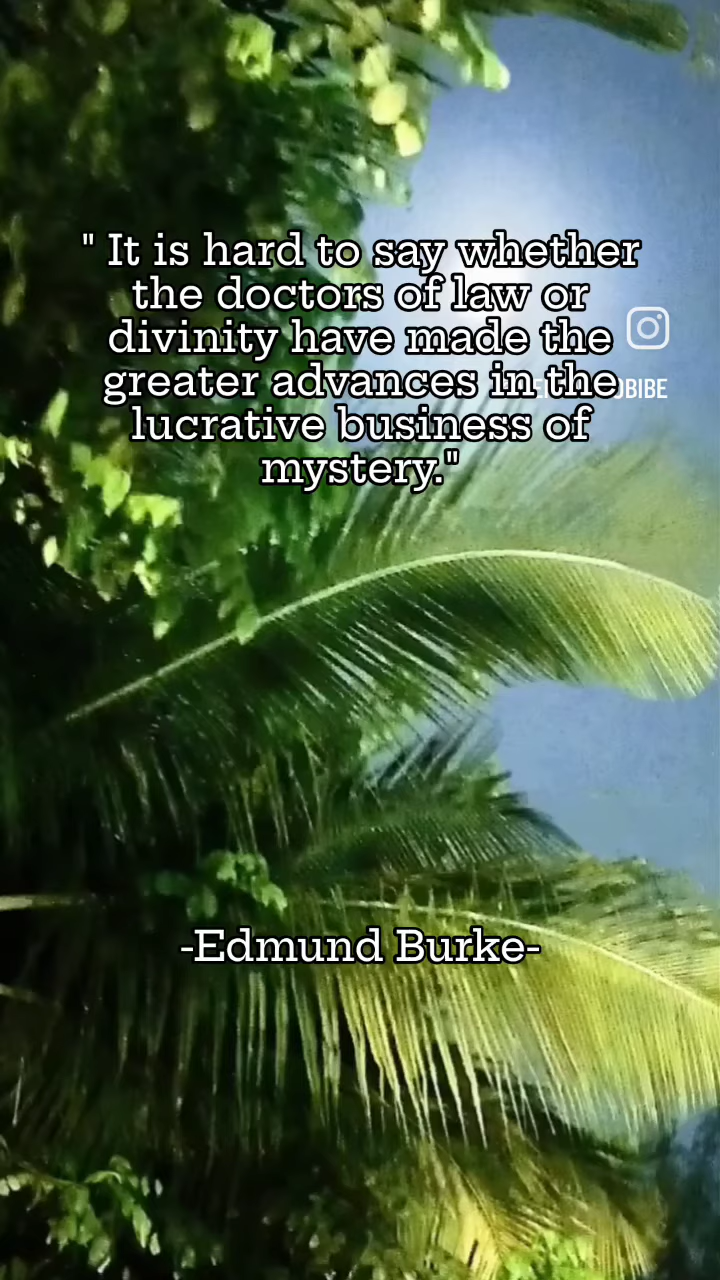 " It is hard to say whether
the doctors of law or
divinity have made the
greater advances in the
lucrative business of
mystery."
-Edmund Burke-